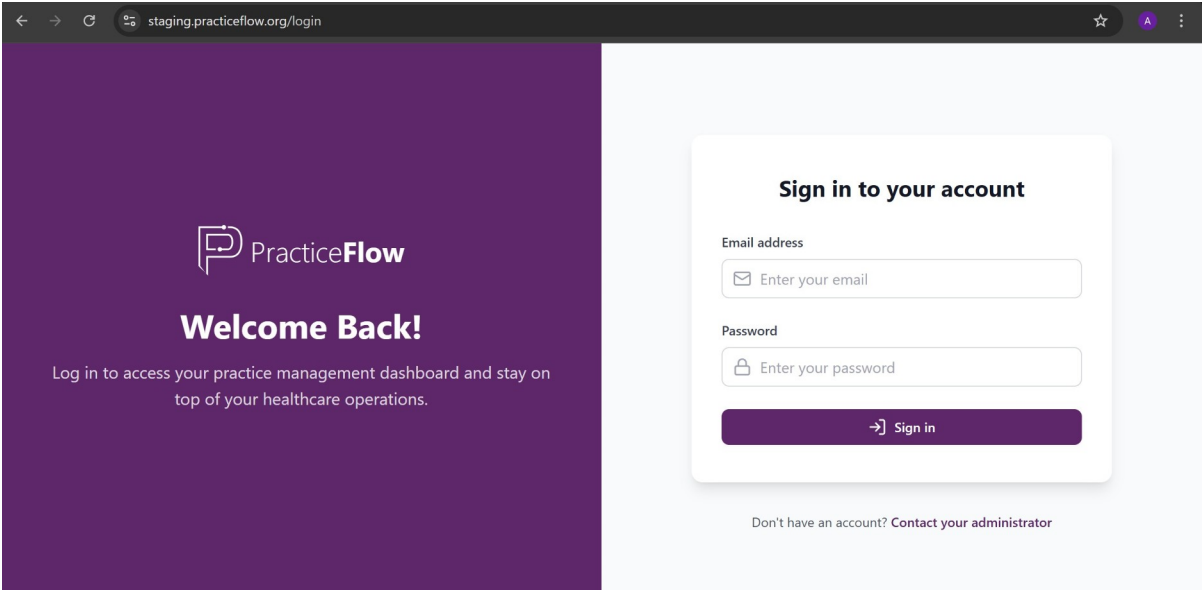 staging.practiceflow.org/login
A
PracticeFlow
Welcome Back!
Log in to access your practice management dashboard and stay on
top of your healthcare operations.
Sign in to your account
Email address
Enter your email
Password
Enter your password
Sign in
Don't have an account? Contact your administrator